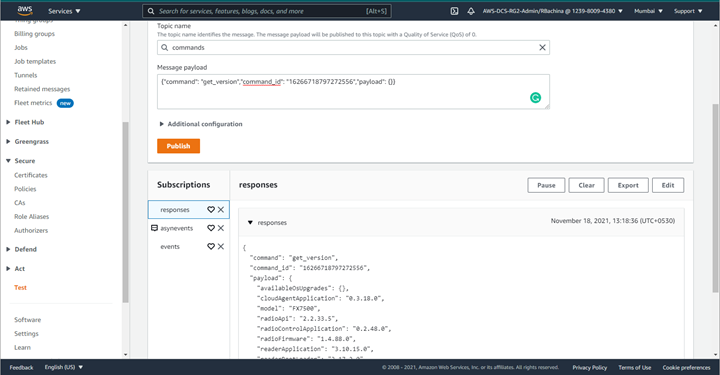 aws
Services
Search for services, features, blogs, docs, and more [Alt+S]
AWS-DCS-RG2-Admin/RBachina @ 1239-8009-4380
Mumbai
Support
Billing groups
Jobs
Job templates
Tunnels
Retained messages
Fleet metrics new
Fleet Hub
Greengrass
Secure
Certificates
Policies
CAs
Role Aliases
Authorizers
Defend
Act
Test
Software
Settings
Learn
Topic name
The topic name identifies the message. The message payload will be published to this topic with a Quality of Service (QoS) of 0.
commands
Message payload
{"command": "get_version","command_id": "16266718797272556","payload": {}}
Additional configuration
Publish
Subscriptions
responses
asynevents
events
responses
Pause
Clear
Export
Edit
responses
November 18, 2021, 13:18:36 (UTC+0530)
{
"command": "get_version",
"command_id": "16266718797272556",
"payload": {
"availableOsUpgrades": {},
"cloudAgentApplication": "0.3.18.0",
"model": "FX7500",
"radioApi": "2.2.33.5",
"radioControlApplication": "0.2.48.0",
"radioFirmware": "1.4.88.0",
"readerApplication": "3.10.15.0",
Feedback
English (US)
© 2008 - 2021, Amazon Web Services, Inc. or its affiliates. All rights reserved.
Privacy Policy
Terms of Use
Cookie preferences